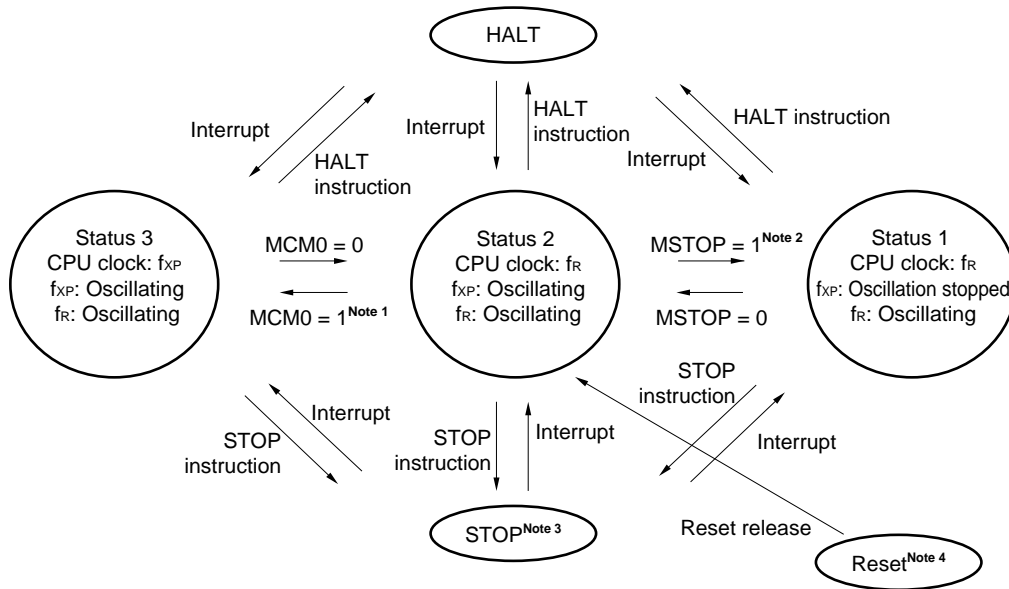 HALT
Interrupt
HALT
instruction
Interrupt
HALT
instruction
HALT instruction
Interrupt
Status 3
CPU clock: fXP
fXP: Oscillating
fR: Oscillating
MCM0 = 0
MCM0 = 1Note 1
Status 2
CPU clock: fR
fXP: Oscillating
fR: Oscillating
MSTOP = 1Note 2
MSTOP = 0
Status 1
CPU clock: fR
fXP: Oscillation stopped
fR: Oscillating
Interrupt
STOP
instruction
STOP
instruction
Interrupt
STOP
instruction
Interrupt
STOPNote 3
Reset release
ResetNote 4